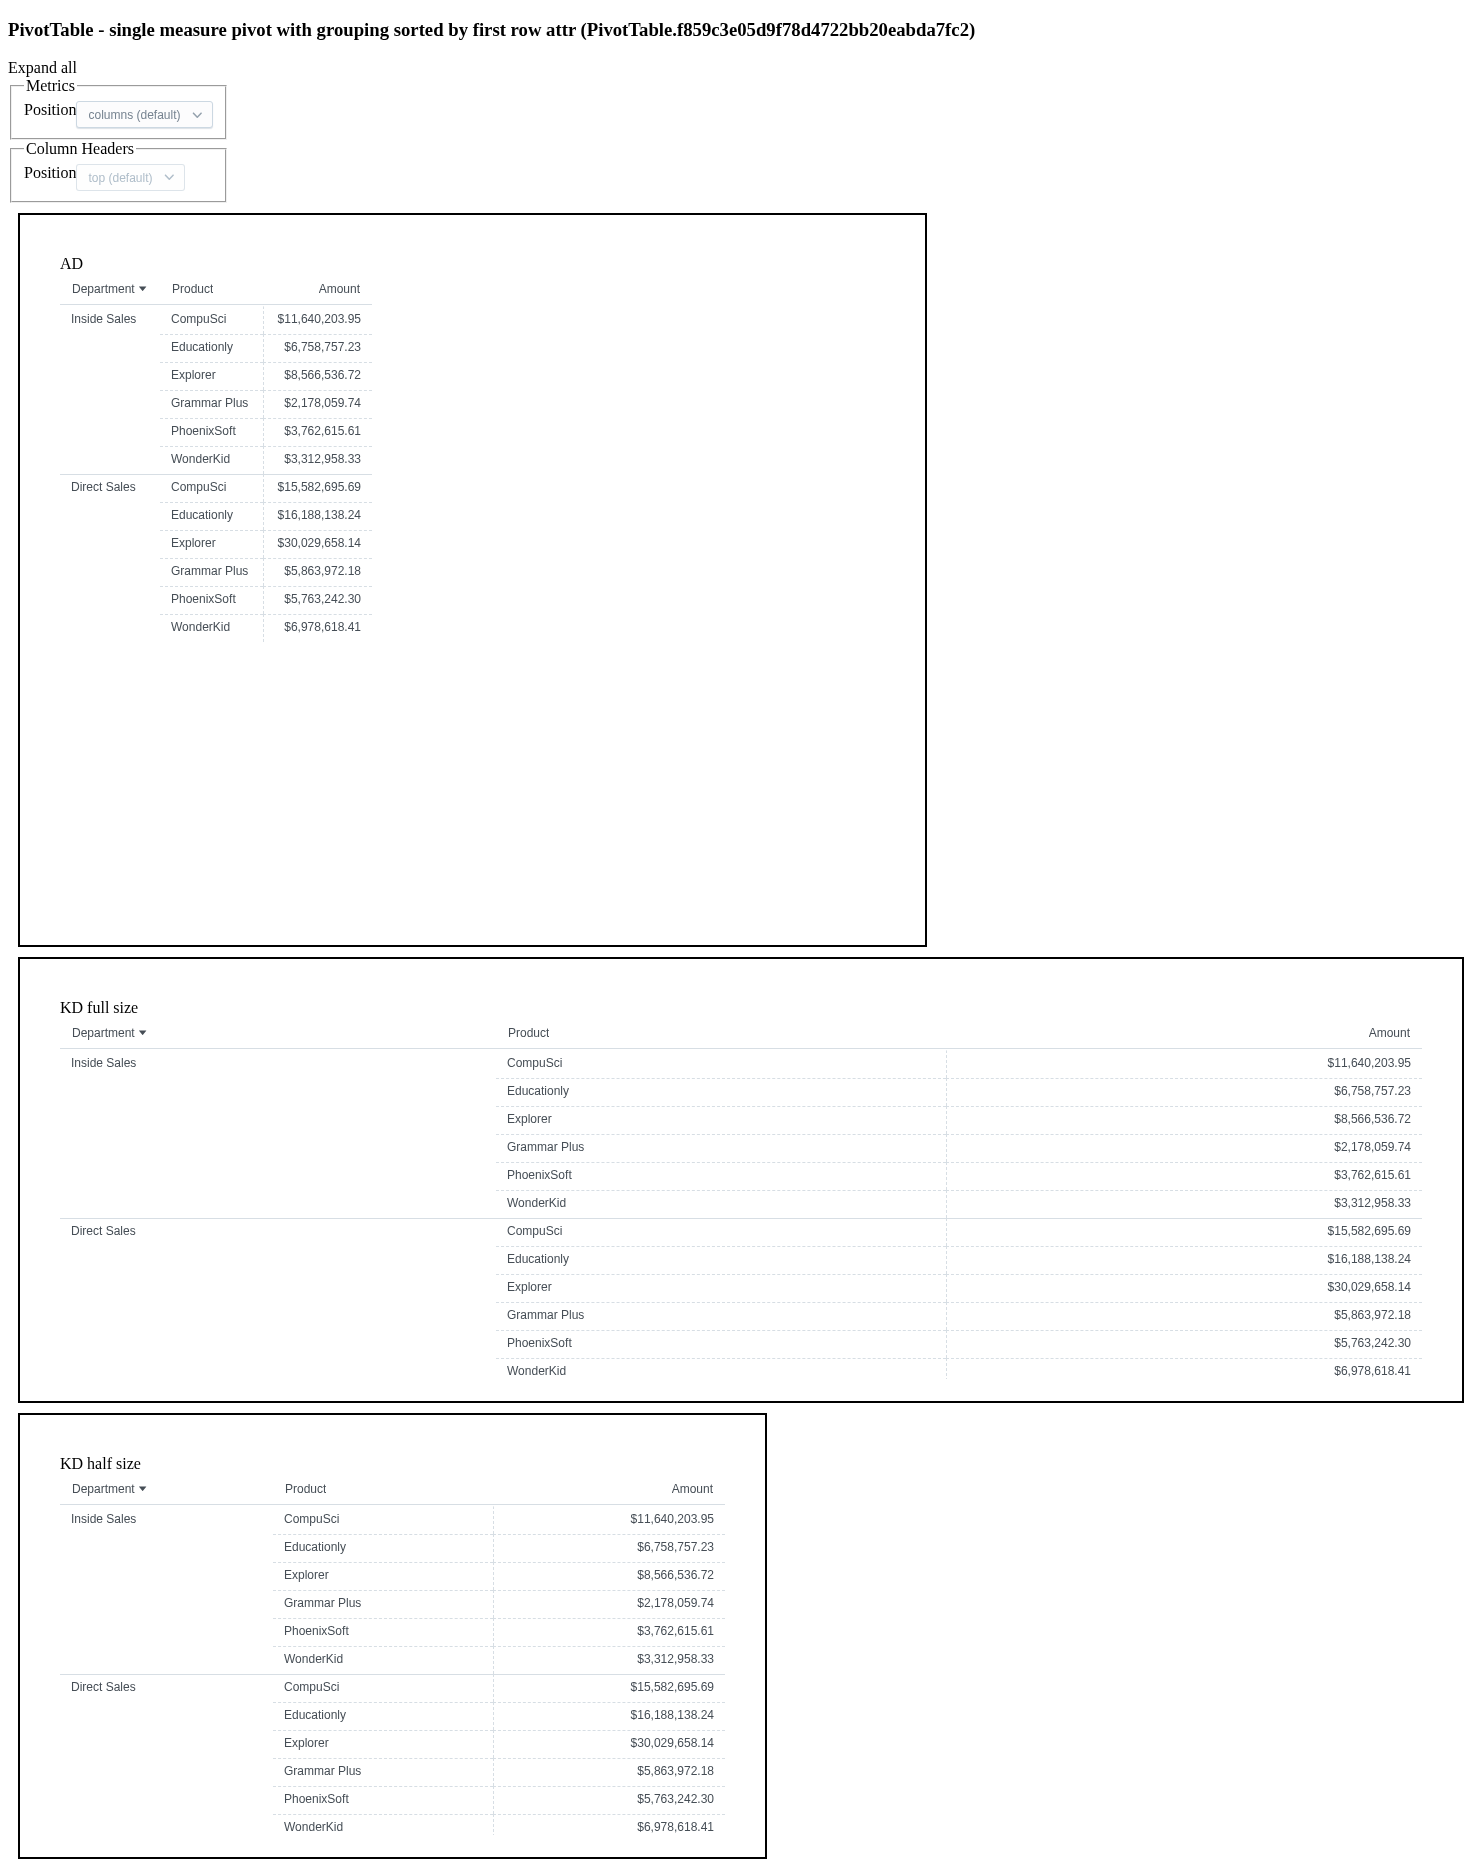 PivotTable - single measure pivot with grouping sorted by first row attr (PivotTable.f859c3e05d9f78d4722bb20eabda7fc2)
Expand all
Metrics
Position columns (default)
Column Headers
Position top (default)
AD
Department Product Amount
Inside Sales CompuSci $11,640,203.95
Educationly $6,758,757.23
Explorer $8,566,536.72
Grammar Plus $2,178,059.74
PhoenixSoft $3,762,615.61
WonderKid $3,312,958.33
Direct Sales CompuSci $15,582,695.69
Educationly $16,188,138.24
Explorer $30,029,658.14
Grammar Plus $5,863,972.18
PhoenixSoft $5,763,242.30
WonderKid $6,978,618.41
KD full size
Department Product Amount
Inside Sales CompuSci $11,640,203.95
Educationly $6,758,757.23
Explorer $8,566,536.72
Grammar Plus $2,178,059.74
PhoenixSoft $3,762,615.61
WonderKid $3,312,958.33
Direct Sales CompuSci $15,582,695.69
Educationly $16,188,138.24
Explorer $30,029,658.14
Grammar Plus $5,863,972.18
PhoenixSoft $5,763,242.30
WonderKid $6,978,618.41
KD half size
Department Product Amount
Inside Sales CompuSci $11,640,203.95
Educationly $6,758,757.23
Explorer $8,566,536.72
Grammar Plus $2,178,059.74
PhoenixSoft $3,762,615.61
WonderKid $3,312,958.33
Direct Sales CompuSci $15,582,695.69
Educationly $16,188,138.24
Explorer $30,029,658.14
Grammar Plus $5,863,972.18
PhoenixSoft $5,763,242.30
WonderKid $6,978,618.41